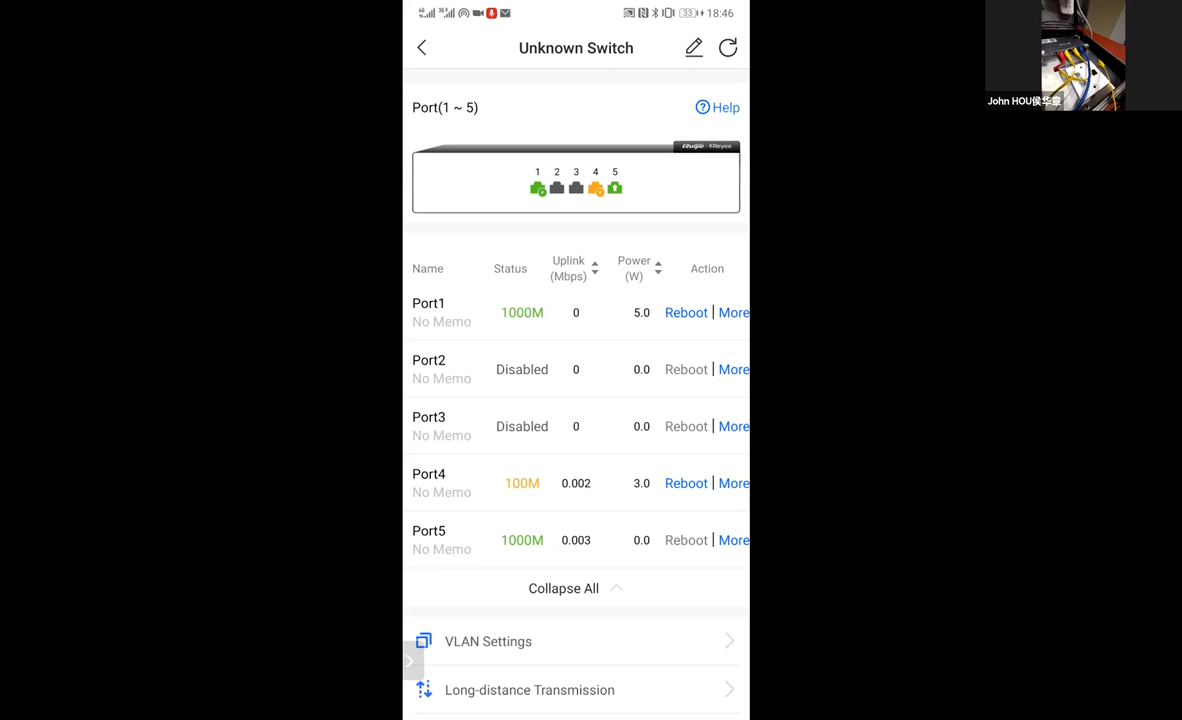 33 18:46
Unknown Switch
Port(1 ~ 5)
Help
Ruijie Reyee
1 2 3 4 5
Name Status Uplink (Mbps) Power (W) Action
Port1 1000M 0 5.0 Reboot | More
No Memo
Port2 Disabled 0 0.0 Reboot | More
No Memo
Port3 Disabled 0 0.0 Reboot | More
No Memo
Port4 100M 0.002 3.0 Reboot | More
No Memo
Port5 1000M 0.003 0.0 Reboot | More
No Memo
Collapse All
VLAN Settings
Long-distance Transmission
John HOU侯华章